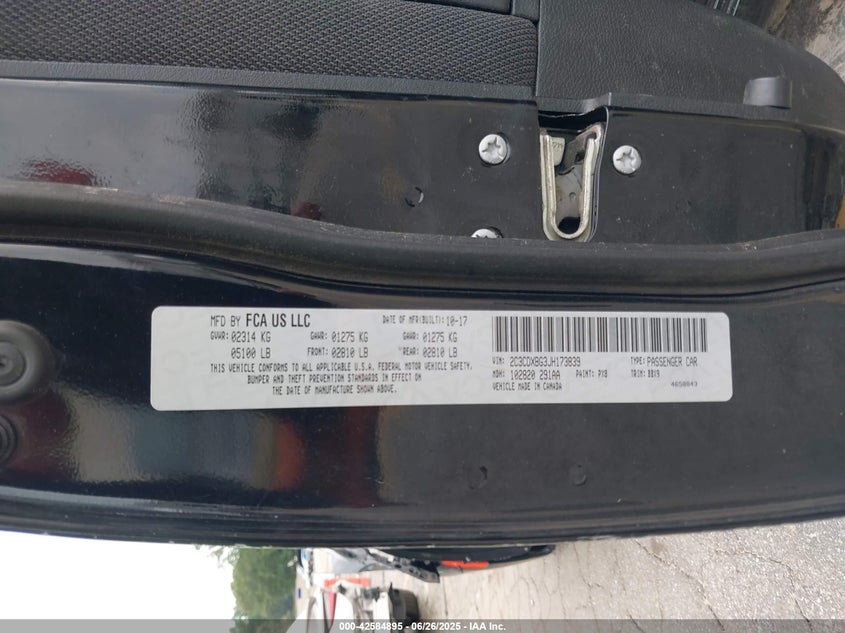 MFD BY FCA US LLC
DATE OF MFR(BUILT): 10-17
GVWR: 02314 KG GAWR: 01275 KG GAWR: 01275 KG
05100 LB FRONT: 02810 LB REAR: 02810 LB
THIS VEHICLE CONFORMS TO ALL APPLICABLE U.S.A. FEDERAL MOTOR VEHICLE SAFETY,
BUMPER AND THEFT PREVENTION STANDARDS IN EFFECT ON
THE DATE OF MANUFACTURE SHOWN ABOVE.
VIN: 2C3CDXBG3JH173839 TYPE: PASSENGER CAR
MDH: 102820 291AA PAINT: PX8 TRIM: BBX9
VEHICLE MADE IN CANADA 4650843
000-42584895 - 06/26/2025 - IAA Inc.